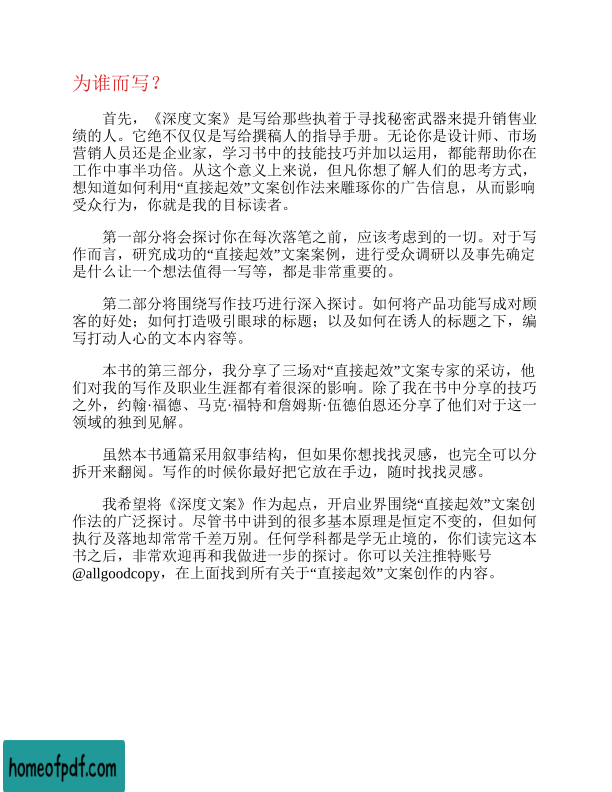 为谁而写？
首先，《深度文案》是写给那些执着于寻找秘密武器来提升销售业
绩的人。它绝不仅仅是写给撰稿人的指导手册。无论你是设计师、市场
营销人员还是企业家，学习书中的技能技巧并加以运用，都能帮助你在
工作中事半功倍。从这个意义上来说，但凡你想了解人们的思考方式，
想知道如何利用“直接起效”文案创作法来雕琢你的广告信息，从而影响
受众行为，你就是我的目标读者。
第一部分将会探讨你在每次落笔之前，应该考虑到的一切。对于写
作而言，研究成功的“直接起效”文案案例，进行受众调研以及事先确定
是什么让一个想法值得一写等，都是非常重要的。
第二部分将围绕写作技巧进行深入探讨。如何将产品功能写成对顾
客的好处；如何打造吸引眼球的标题；以及如何在诱人的标题之下，编
写打动人心的文本内容等。
本书的第三部分，我分享了三场对“直接起效”文案专家的采访，他
们对我的写作及职业生涯都有着很深的影响。除了我在书中分享的技巧
之外，约翰·福德、马克·福特和詹姆斯·伍德伯恩还分享了他们对于这一
领域的独到见解。
虽然本书通篇采用叙事结构，但如果你想找找灵感，也完全可以分
拆开来翻阅。写作的时候你最好把它放在手边，随时找找灵感。
我希望将《深度文案》作为起点，开启业界围绕“直接起效”文案创
作法的广泛探讨。尽管书中讲到的很多基本原理是恒定不变的，但如何
执行及落地却常常千差万别。任何学科都是学无止境的，你们读完这本
书之后，非常欢迎再和我做进一步的探讨。你可以关注推特账号
@allgoodcopy，在上面找到所有关于“直接起效”文案创作的内容。
homeofpdf.com